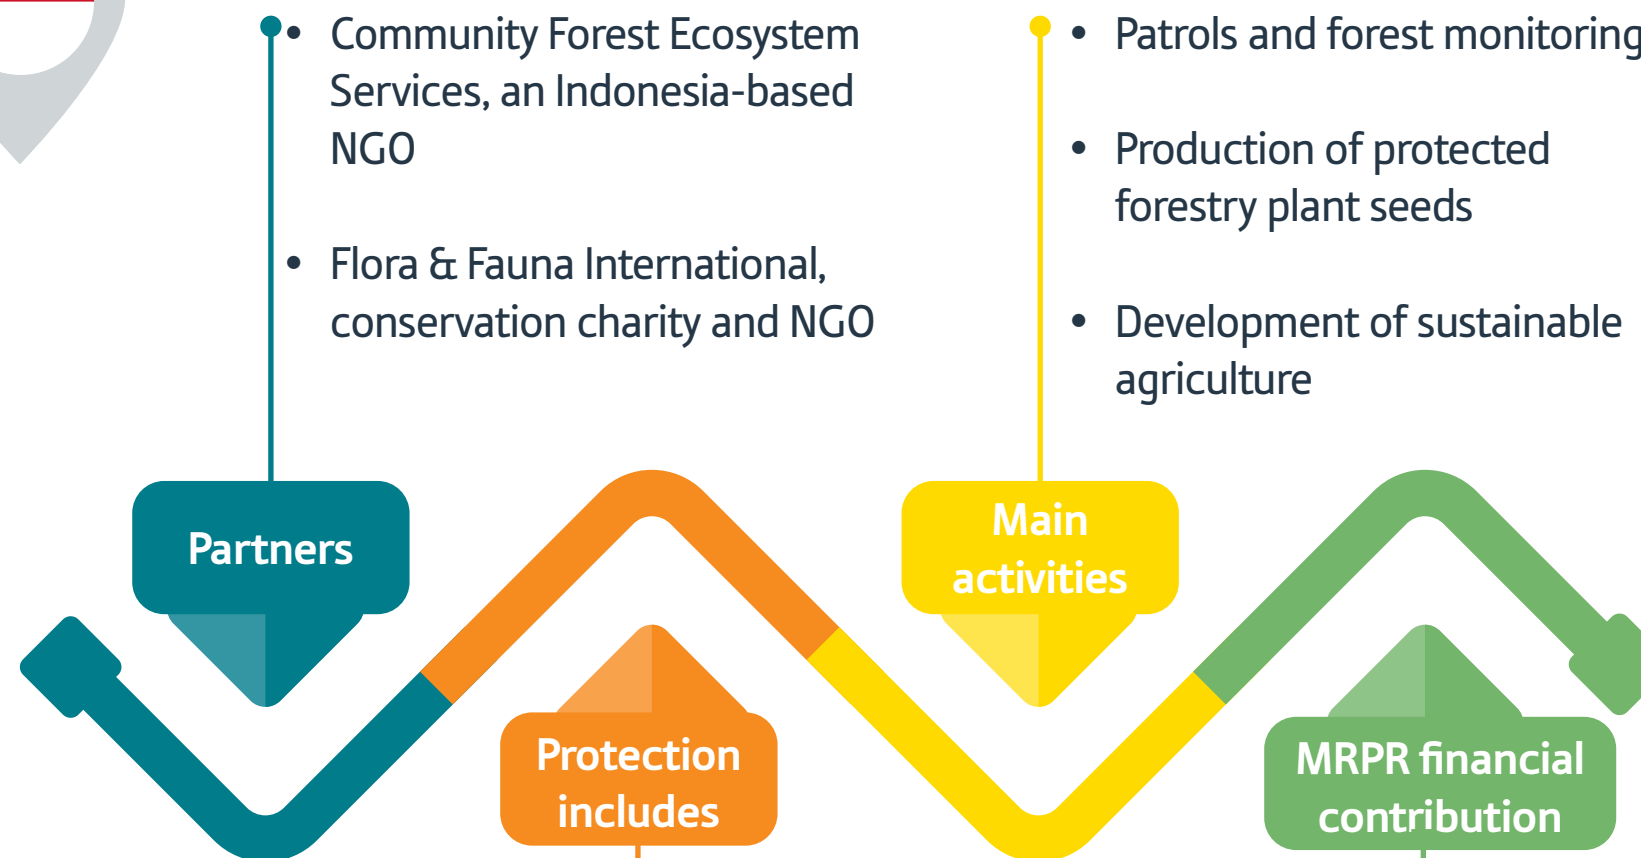 • Community Forest Ecosystem
Services, an Indonesia-based
NGO
• Flora & Fauna International,
conservation charity and NGO
• Patrols and forest monitoring
• Production of protected
forestry plant seeds
• Development of sustainable
agriculture
Partners
Protection
includes
Main
activities
MRPR financial
contribution